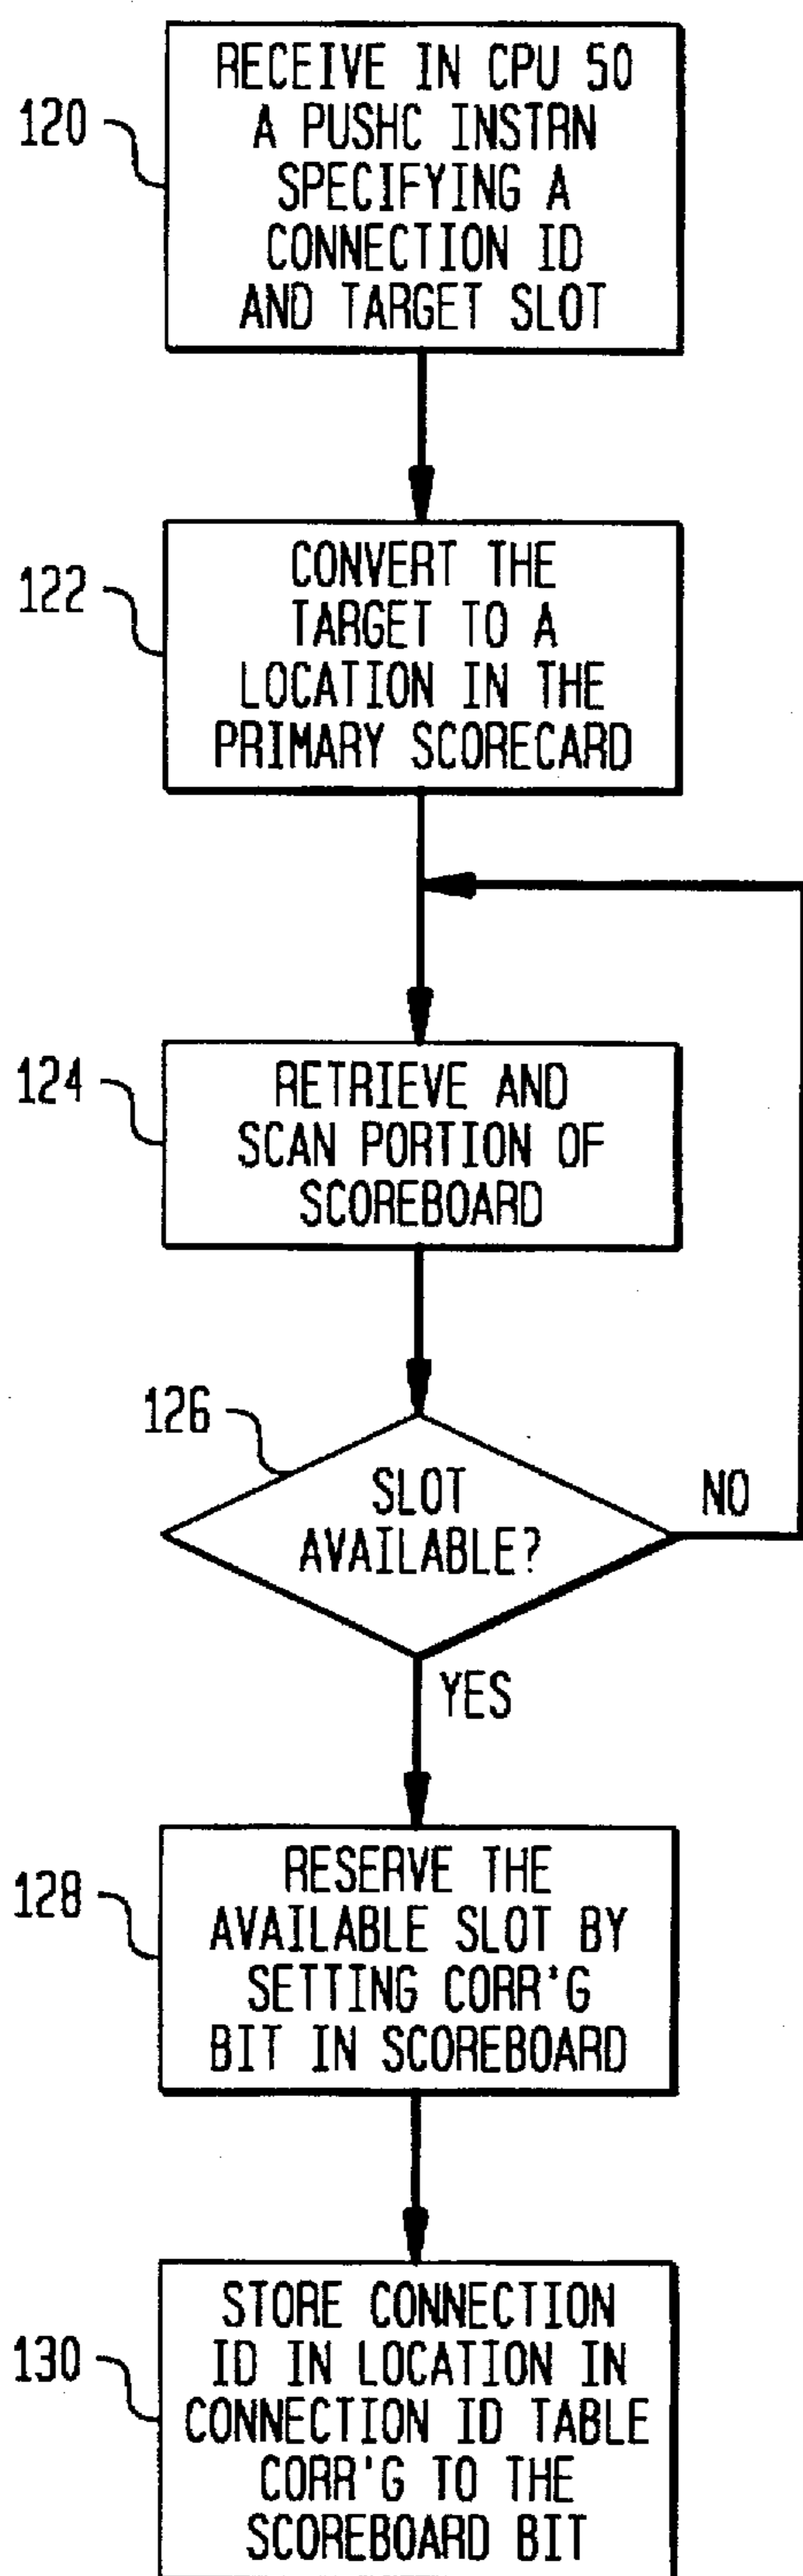 120
RECEIVE IN CPU 50
A PUSHC INSTRN
SPECIFYING A
CONNECTION ID
AND TARGET SLOT
122
CONVERT THE
TARGET TO A
LOCATION IN THE
PRIMARY SCORECARD
124
RETRIEVE AND
SCAN PORTION OF
SCOREBOARD
126
SLOT
AVAILABLE?
NO
YES
128
RESERVE THE
AVAILABLE SLOT BY
SETTING CORR'G
BIT IN SCOREBOARD
130
STORE CONNECTION
ID IN LOCATION IN
CONNECTION ID TABLE
CORR'G TO THE
SCOREBOARD BIT